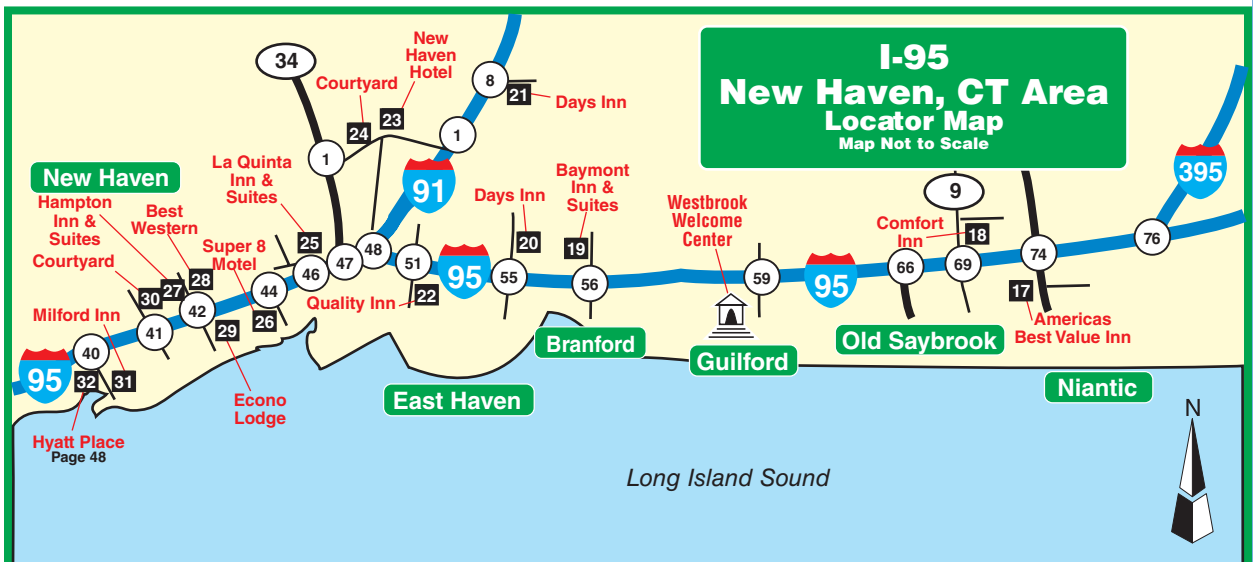 I-95
New Haven, CT Area
Locator Map
Map Not to Scale
34
Courtyard
24
New
Haven
Hotel
23
8
21
Days Inn
1
1
91
395
New Haven
Hampton
Inn &
Suites
Best
Western
La Quinta
Inn &
Suites
25
Super 8
Motel
Courtyard
30
27
28
Milford Inn
40
41
42
44
46
47
48
51
95
55
56
59
95
66
69
74
76
Days Inn
20
Baymont
Inn &
Suites
19
Westbrook
Welcome
Center
9
Comfort
Inn
18
Quality Inn
22
29
26
17
Americas
Best Value Inn
95
32
31
Econo
Lodge
Hyatt Place
Page 48
East Haven
Branford
Guilford
Old Saybrook
Niantic
Long Island Sound
N